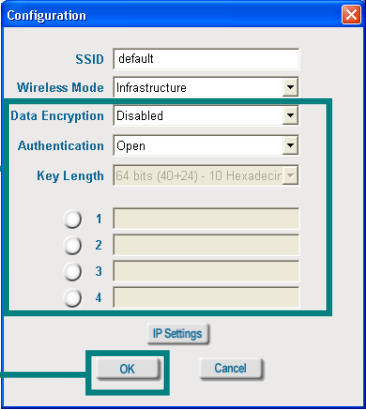 Configuration
SSID default
Wireless Mode Infrastructure
Data Encryption Disabled
Authentication Open
Key Length 64 bits (40+24) - 10 Hexadecir
1
2
3
4
IP Settings
OK Cancel